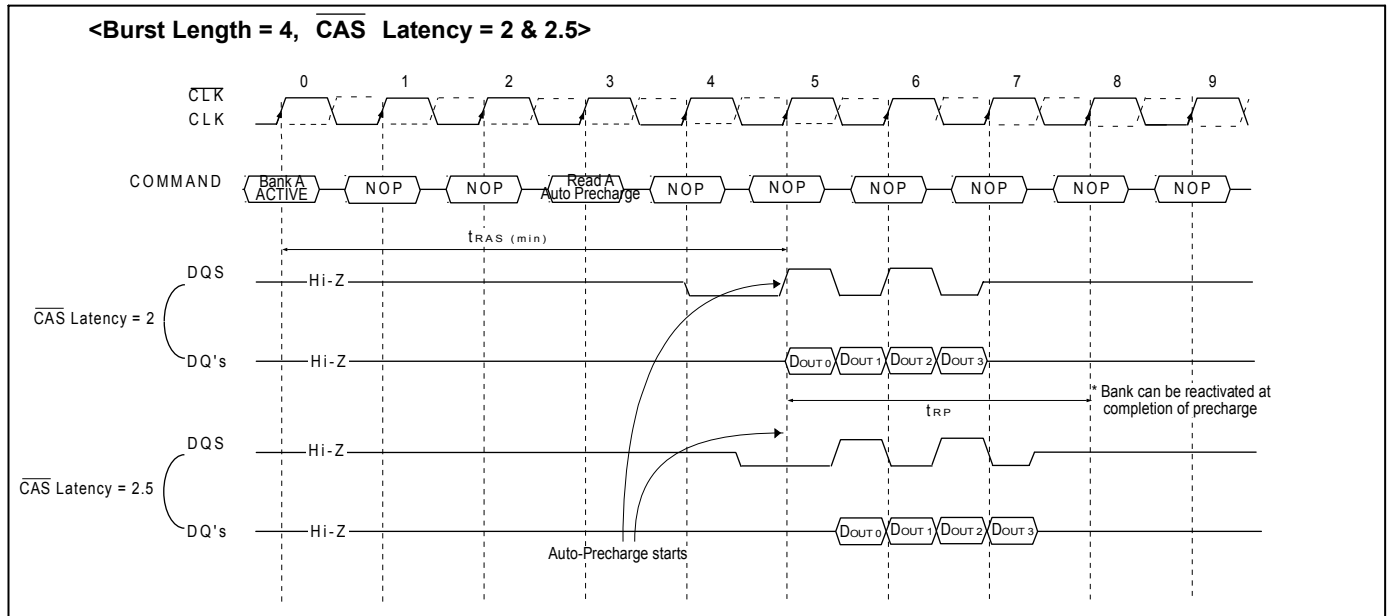 <Burst Length = 4, CAS Latency = 2 & 2.5>
0 1 2 3 4 5 6 7 8 9
CLK
CLK
COMMAND
Bank A ACTIVE
NOP
NOP
Read A Auto Precharge
NOP
NOP
NOP
NOP
NOP
NOP
tRAS (min)
DQS
Hi-Z
CAS Latency = 2
DQ's
Hi-Z
DOUT 0
DOUT 1
DOUT 2
DOUT 3
tRP
* Bank can be reactivated at
completion of precharge
DQS
Hi-Z
CAS Latency = 2.5
DQ's
Hi-Z
DOUT 0
DOUT 1
DOUT 2
DOUT 3
Auto-Precharge starts